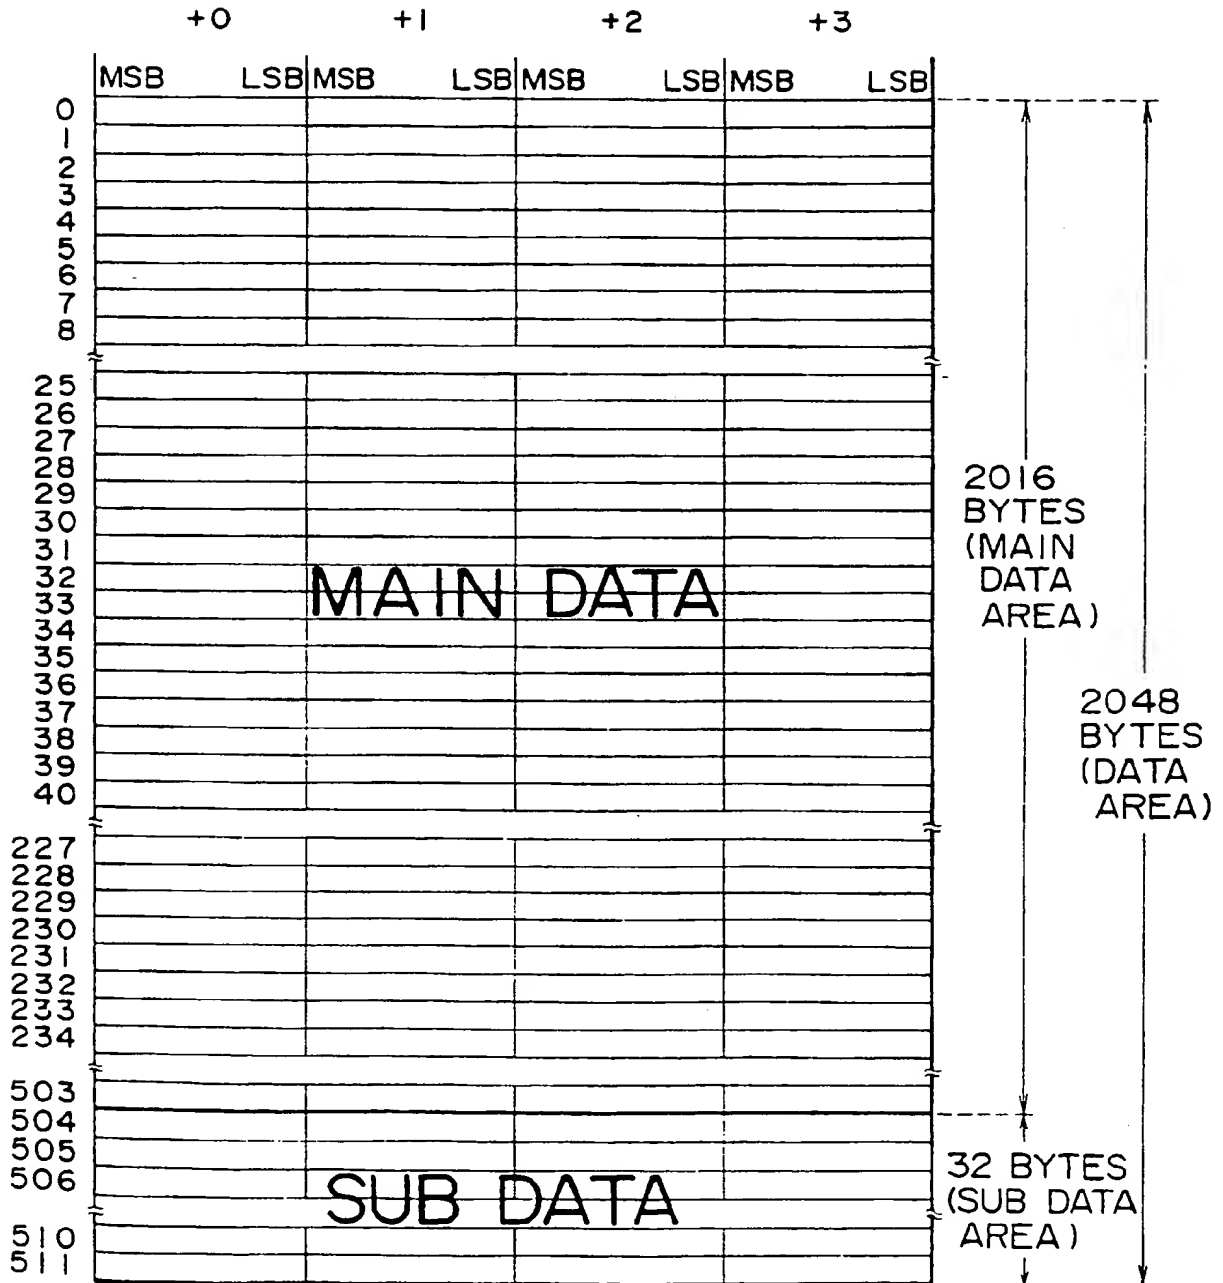 +0 +1 +2 +3
MSB LSB MSB LSB MSB LSB MSB LSB
0
1
2
3
4
5
6
7
8
25
26
27
28
29
30
31
32
33
34
35
36
37
38
39
40
MAIN DATA
2016
BYTES
(MAIN
DATA
AREA)
2048
BYTES
(DATA
AREA)
227
228
229
230
231
232
233
234
503
504
505
506
510
511
SUB DATA
32 BYTES
(SUB DATA
AREA)